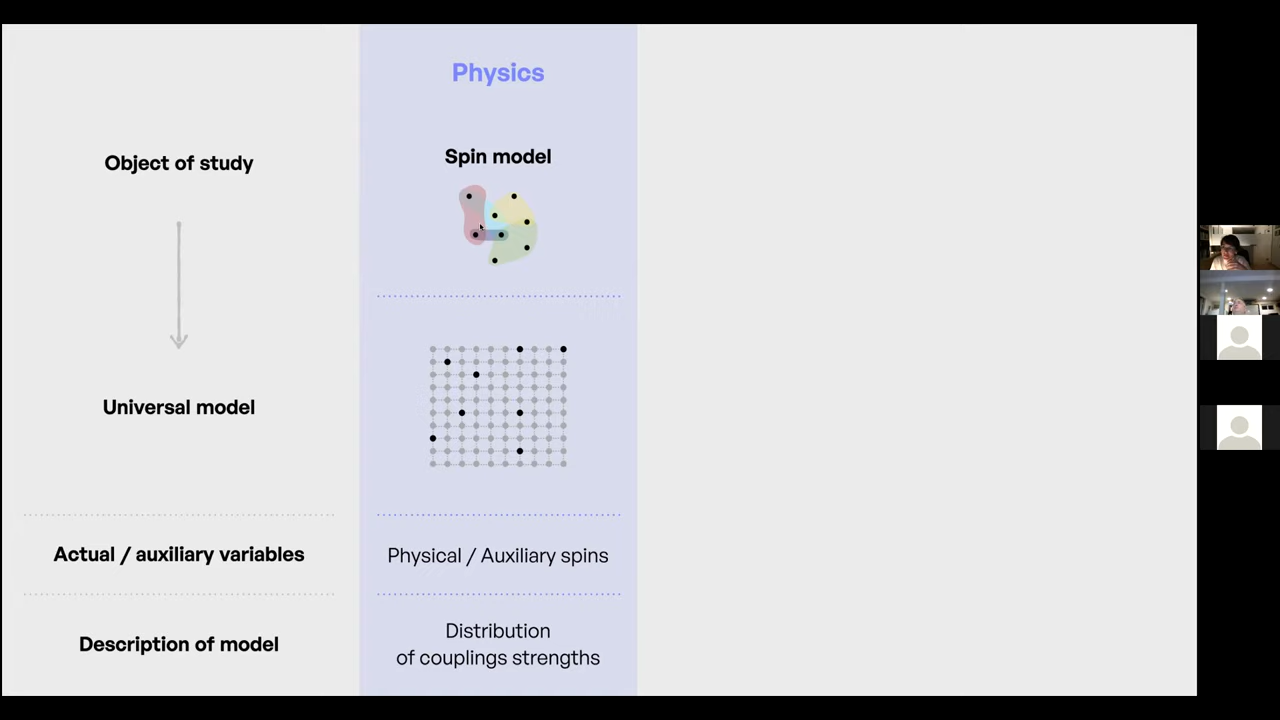 Physics
Object of study
Spin model
Universal model
Actual / auxiliary variables
Physical / Auxiliary spins
Description of model
Distribution
of couplings strengths